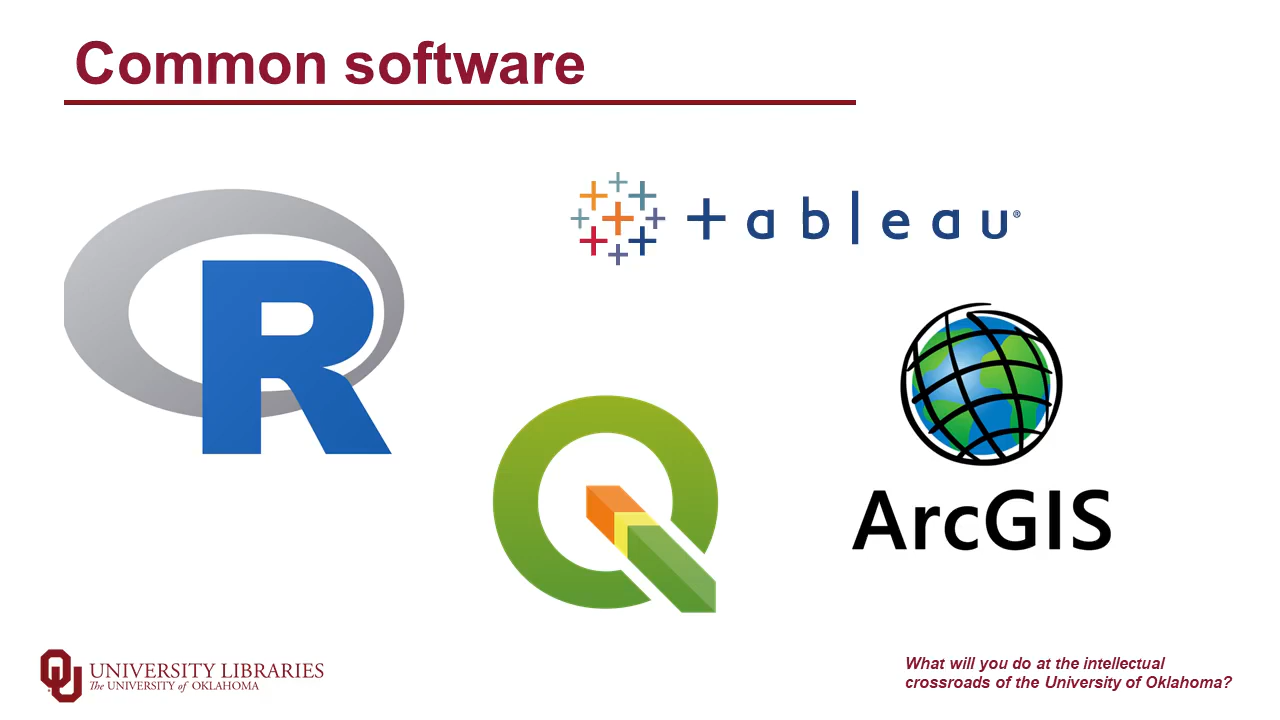 Common software
R
+ a b l e a u®
Q
ArcGIS
OU
UNIVERSITY LIBRARIES
The UNIVERSITY of OKLAHOMA
What will you do at the intellectual
crossroads of the University of Oklahoma?